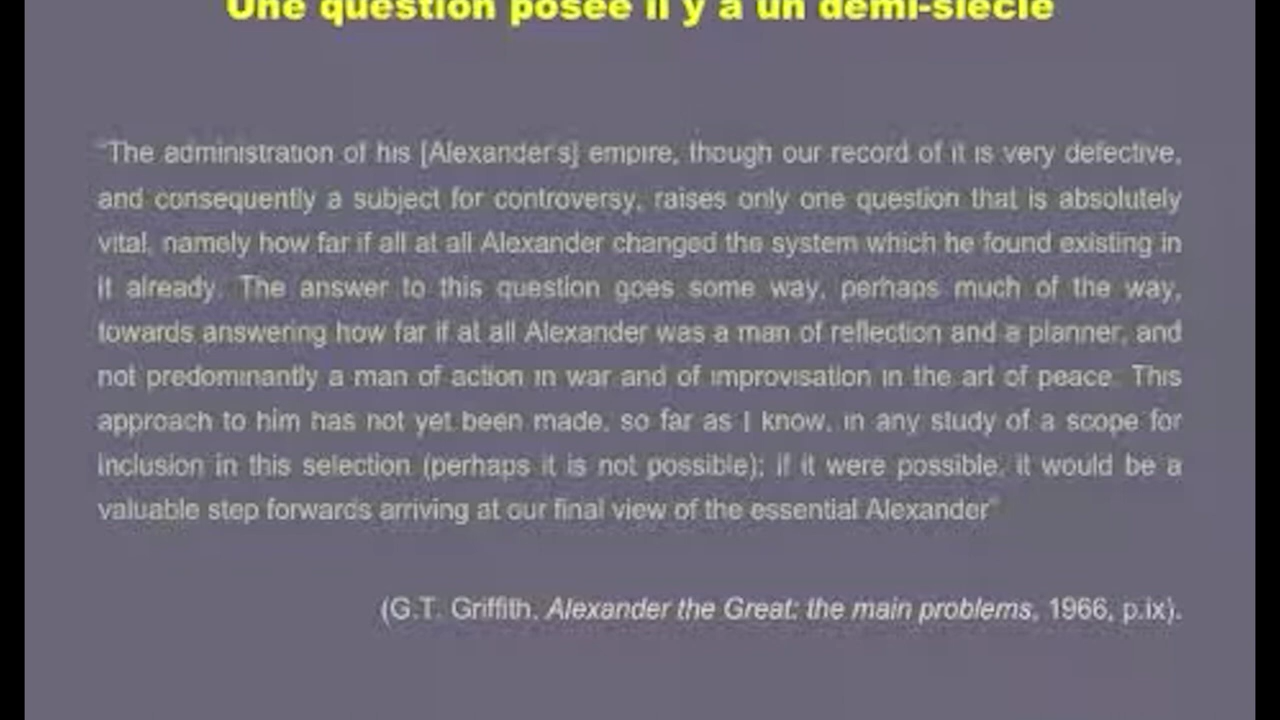 Une question posée il y a un demi-siècle
"The administration of his [Alexander's] empire, though our record of it is very defective,
and consequently a subject for controversy, raises only one question that is absolutely
vital, namely how far if all at all Alexander changed the system which he found existing in
it already. The answer to this question goes some way, perhaps much of the way,
towards answering how far if at all Alexander was a man of reflection and a planner, and
not predominantly a man of action in war and of improvisation in the art of peace. This
approach to him has not yet been made, so far as I know, in any study of a scope for
inclusion in this selection (perhaps it is not possible); if it were possible, it would be a
valuable step forwards arriving at our final view of the essential Alexander"
(G.T. Griffith, Alexander the Great: the main problems, 1966, p.ix).